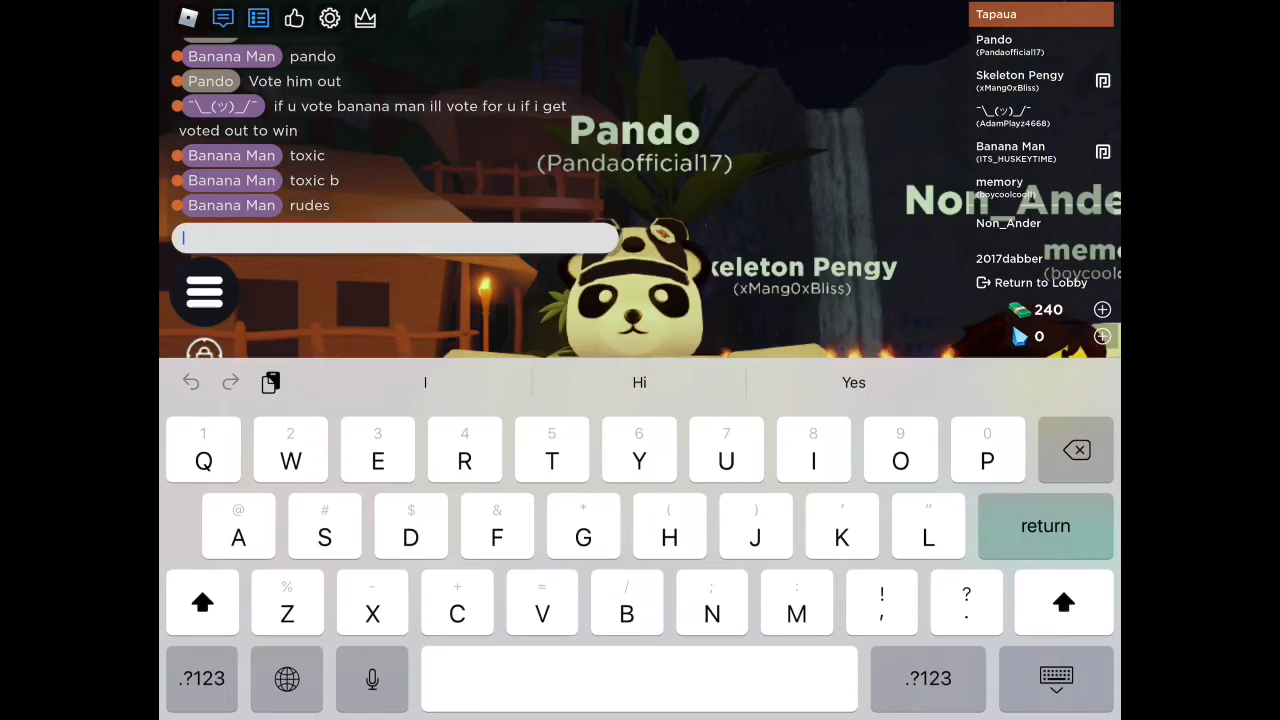 Banana Man pando
Pando Vote him out
¯\_(ツ)_/¯ if u vote banana man ill vote for u if i get
voted out to win
Banana Man toxic
Banana Man toxic b
Banana Man rudes
Pando
(Pandaofficial17)
keleton Pengy
(xMang0xBliss)
Non_Ande
mem
(boycool
Tapaua
Pando
(Pandaofficial17)
Skeleton Pengy
(xMang0xBliss)
¯\_(ツ)_/¯
(AdamPlayz4668)
Banana Man
(ITS_HUSKEYTIME)
memory
(boycoolcool)
Non_Ander
2017dabber
Return to Lobby
240
0
I Hi Yes
1 2 3 4 5 6 7 8 9 0
Q W E R T Y U I O P
@ # $ & * ( ) ' "
A S D F G H J K L return
% - + = / ; : ! ?
Z X C V B N M , .
.?123 .?123